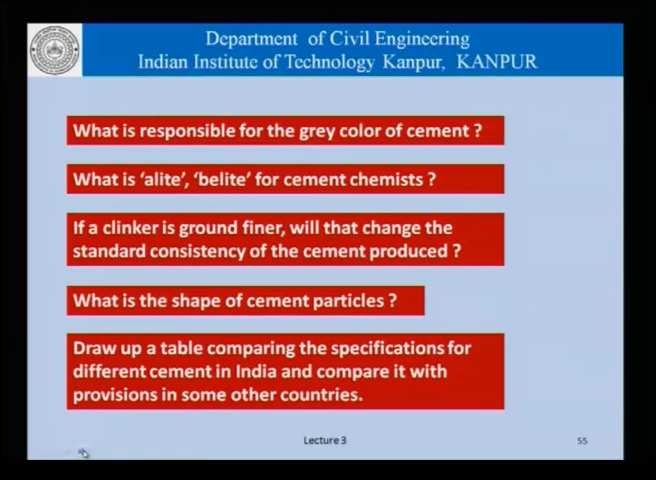 Department of Civil Engineering
Indian Institute of Technology Kanpur, KANPUR
What is responsible for the grey color of cement ?
What is ‘alite’, ‘belite’ for cement chemists ?
If a clinker is ground finer, will that change the
standard consistency of the cement produced ?
What is the shape of cement particles ?
Draw up a table comparing the specifications for
different cement in India and compare it with
provisions in some other countries.
Lecture 3
55